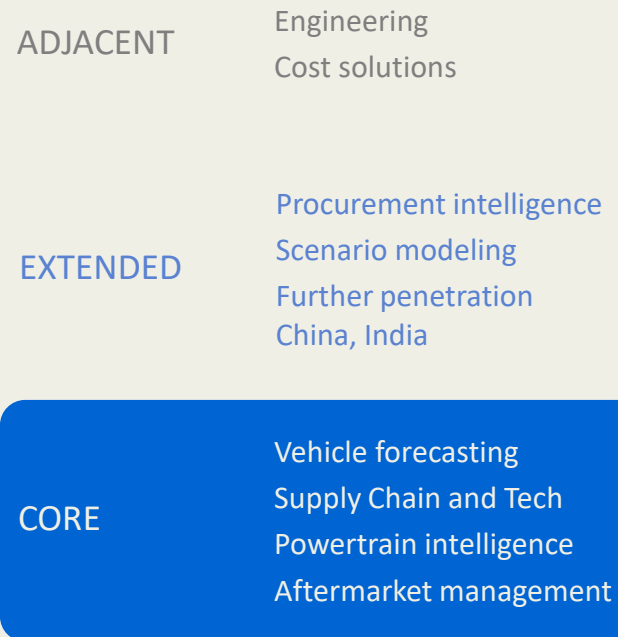 ADJACENT
Engineering
Cost solutions
EXTENDED
Procurement intelligence
Scenario modeling
Further penetration
China, India
CORE
Vehicle forecasting
Supply Chain and Tech
Powertrain intelligence
Aftermarket management